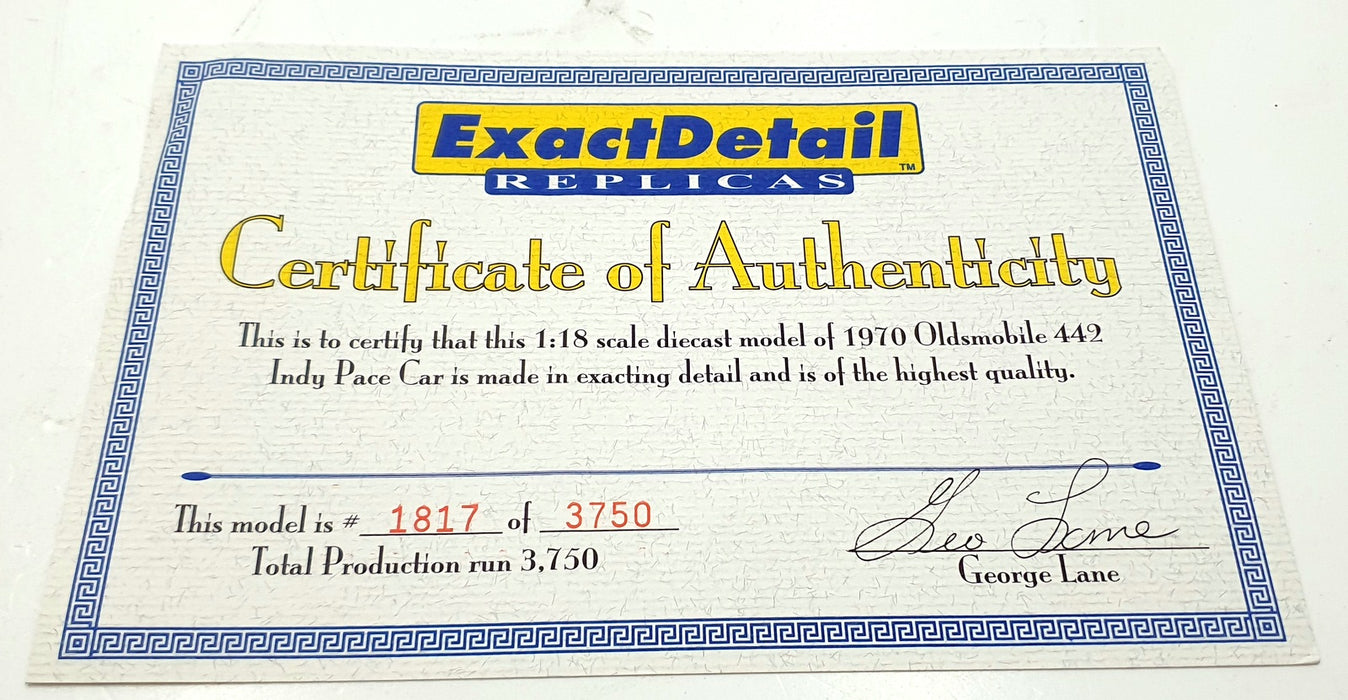 ExactDetail™
REPLICAS
Certificate of Authenticity
This is to certify that this 1:18 scale diecast model of 1970 Oldsmobile 442
Indy Pace Car is made in exacting detail and is of the highest quality.
This model is # 1817 of 3750
Total Production run 3,750
Geo Lane
George Lane